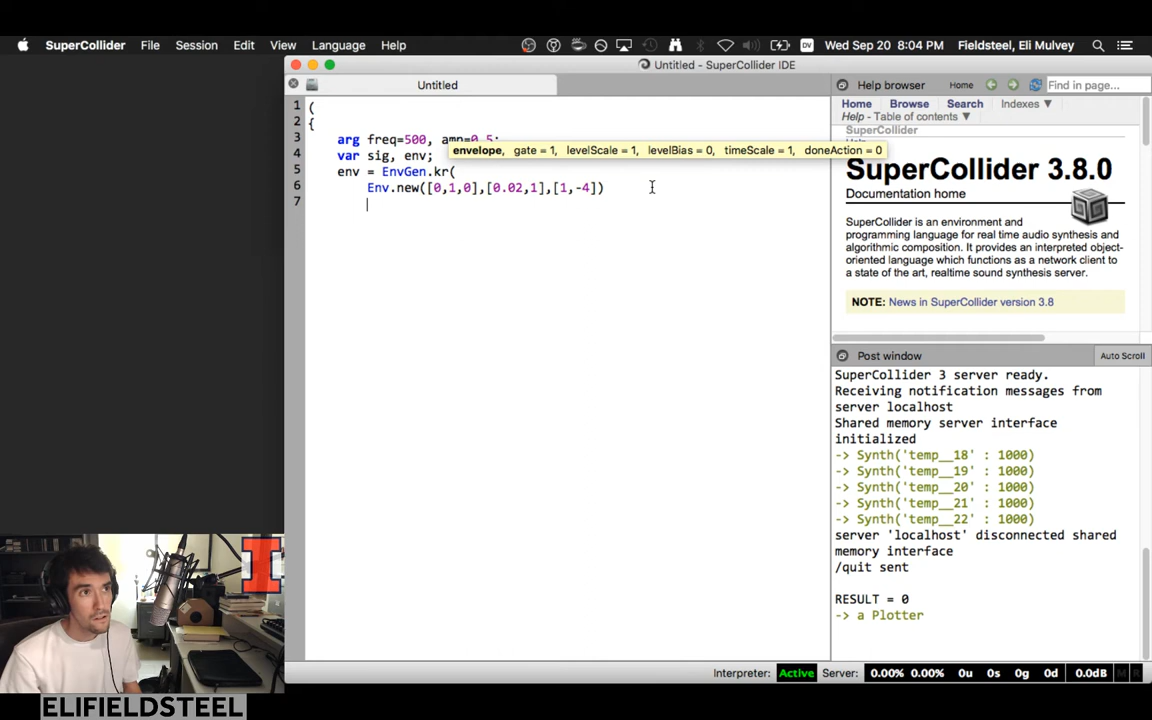 SuperCollider File Session Edit View Language Help
DV Wed Sep 20 8:04 PM Fieldsteel, Eli Mulvey
Untitled - SuperCollider IDE
Untitled
1 (
2 {
3 arg freq=500, amp=0.5;
envelope, gate = 1, levelScale = 1, levelBias = 0, timeScale = 1, doneAction = 0
4 var sig, env;
5 env = EnvGen.kr(
6 Env.new([0,1,0],[0.02,1],[1,-4])
7
Help browser Home Find in page...
Home Browse Search Indexes ▼
Help - Table of contents ▼
SuperCollider
SuperCollider 3.8.0
Documentation home
SuperCollider is an environment and
programming language for real time audio synthesis and
algorithmic composition. It provides an interpreted object-
oriented language which functions as a network client to
a state of the art, realtime sound synthesis server.
NOTE: News in SuperCollider version 3.8
Post window Auto Scroll
SuperCollider 3 server ready.
Receiving notification messages from
server localhost
Shared memory server interface
initialized
-> Synth('temp__18' : 1000)
-> Synth('temp__19' : 1000)
-> Synth('temp__20' : 1000)
-> Synth('temp__21' : 1000)
-> Synth('temp__22' : 1000)
server 'localhost' disconnected shared
memory interface
/quit sent
RESULT = 0
-> a Plotter
Interpreter: Active Server: 0.00% 0.00% 0u 0s 0g 0d 0.0dB M R
ELIFIELDSTEEL